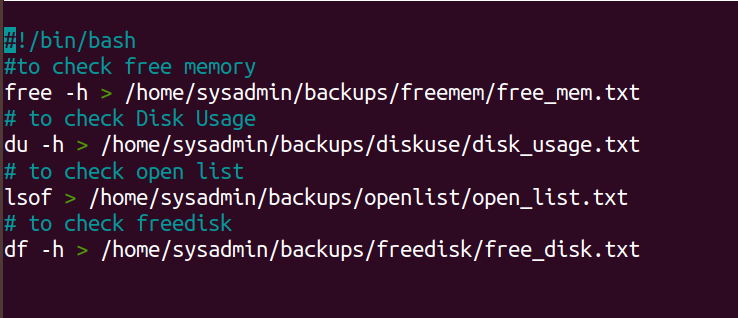 #!/bin/bash
#to check free memory
free -h > /home/sysadmin/backups/freemem/free_mem.txt
# to check Disk Usage
du -h > /home/sysadmin/backups/diskuse/disk_usage.txt
# to check open list
lsof > /home/sysadmin/backups/openlist/open_list.txt
# to check freedisk
df -h > /home/sysadmin/backups/freedisk/free_disk.txt